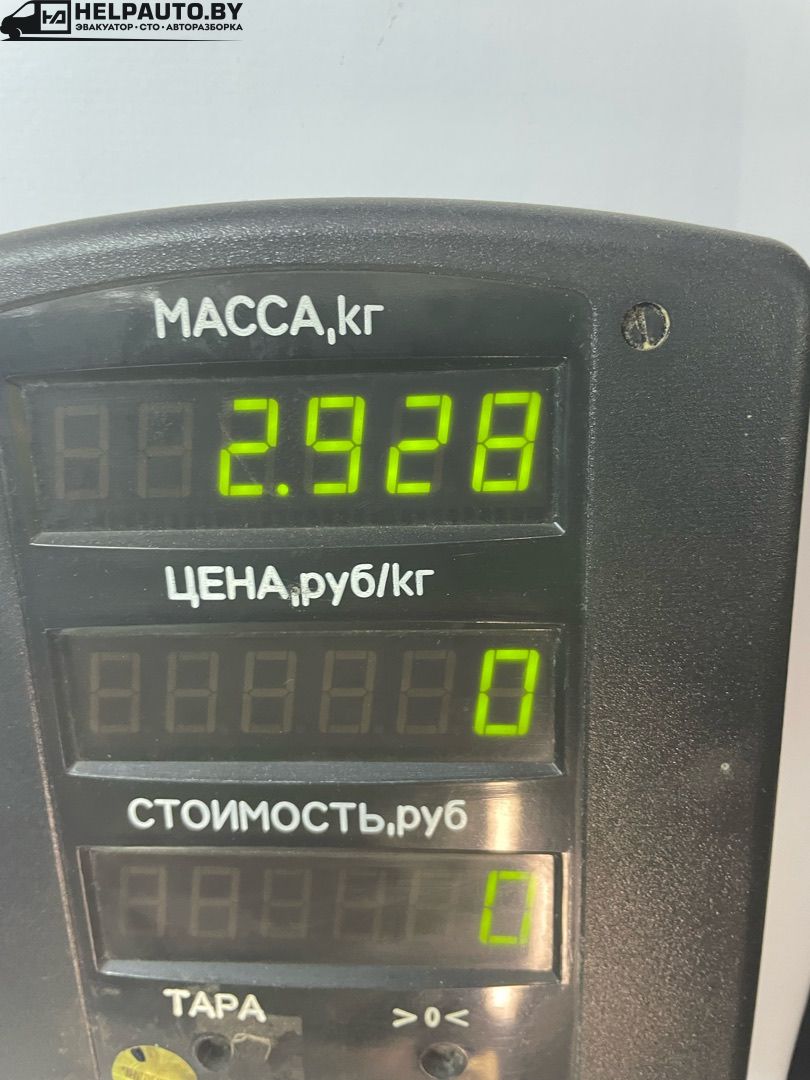 HELPAUTO.BY
ЭВАКУАТОР • СТО • АВТОРАЗБОРКА
МАССА,кг
2.928
ЦЕНА,руб/кг
0
СТОИМОСТЬ,руб
0
ТАРА >0<